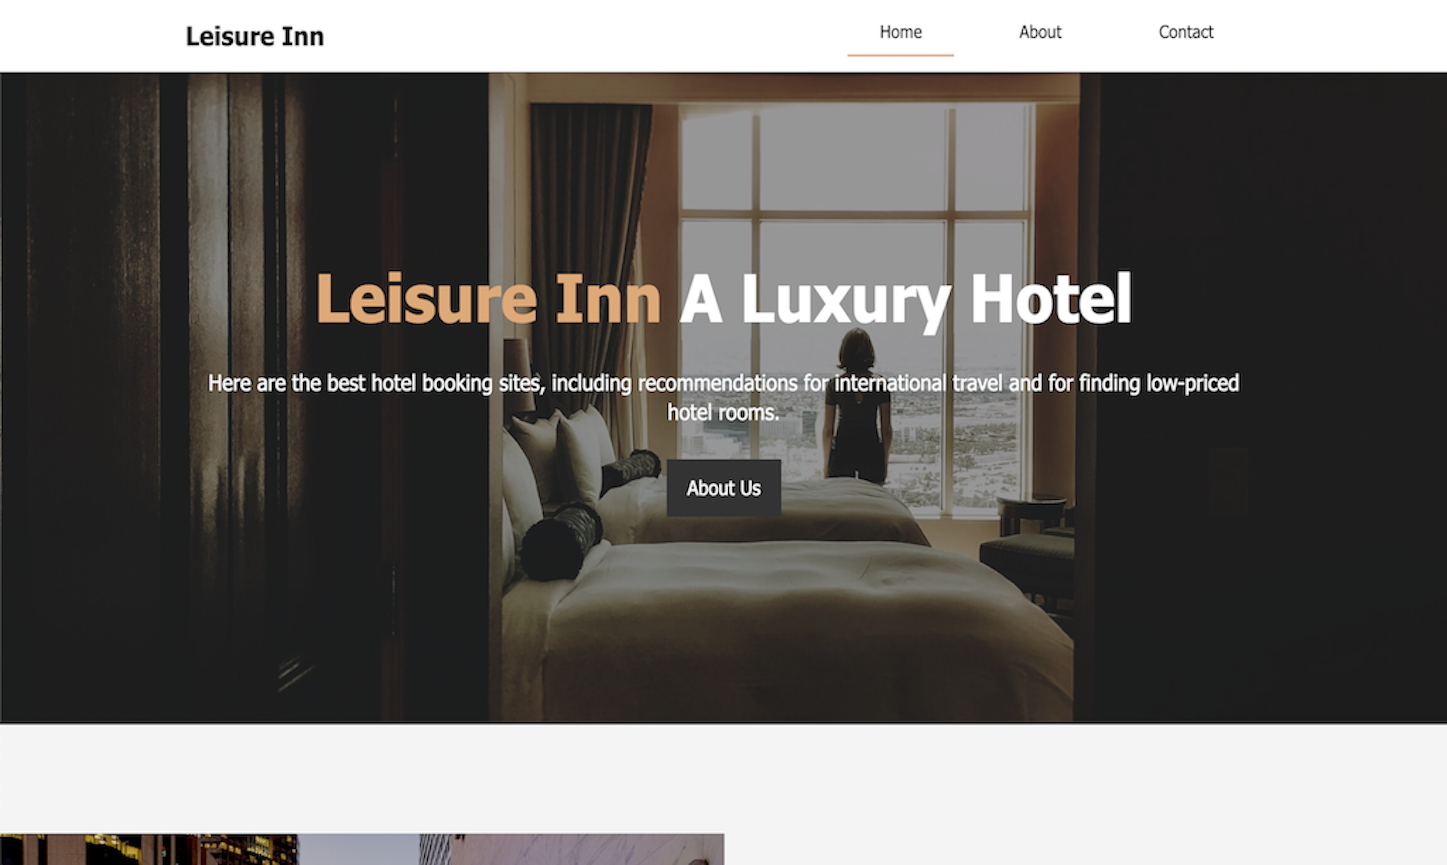 Leisure Inn
Home
About
Contact
Leisure Inn A Luxury Hotel
Here are the best hotel booking sites, including recommendations for international travel and for finding low-priced
hotel rooms.
About Us